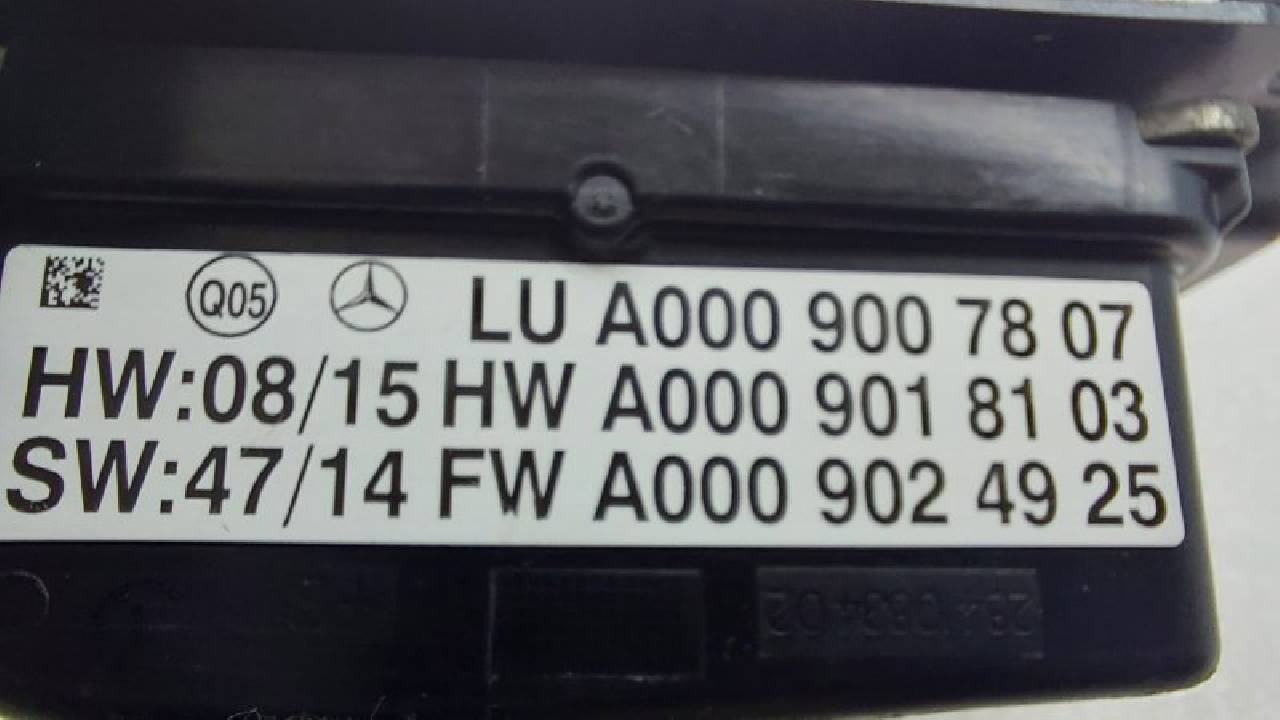 Q05 LU A000 900 78 07
HW:08/15 HW A000 901 81 03
SW:47/14 FW A000 902 49 25